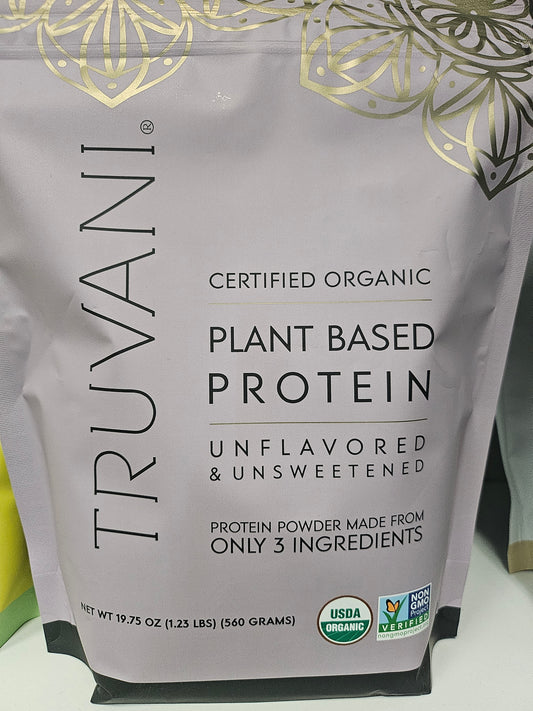 TRUVANI®
CERTIFIED ORGANIC
PLANT BASED
PROTEIN
UNFLAVORED
& UNSWEETENED
PROTEIN POWDER MADE FROM
ONLY 3 INGREDIENTS
NET WT 19.75 OZ (1.23 LBS) (560 GRAMS)
USDA
ORGANIC
NON
GMO
Project
VERIFIED
nongmoproject.org